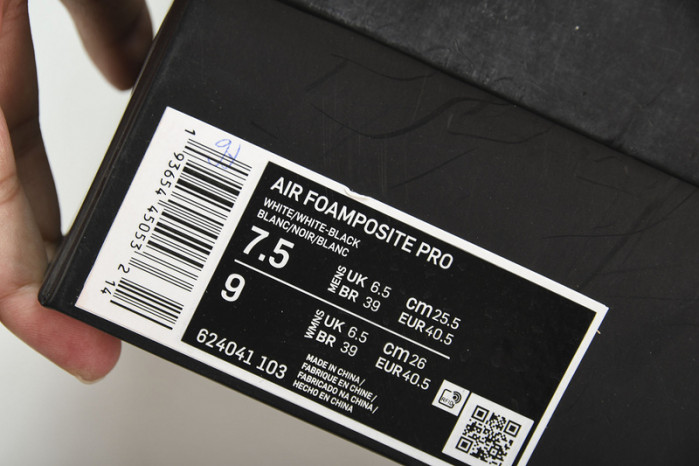 1 93654 45053 2 14
AIR FOAMPOSITE PRO
WHITE/WHITE-BLACK
BLANC/NOIR/BLANC
7.5
MENS UK 6.5 cm 25.5
BR 39 EUR 40.5
9
WMNS UK 6.5 cm 26
BR 39 EUR 40.5
624041 103
MADE IN CHINA /
FABRIQUE EN CHINE /
FABRICADO NA CHINA /
HECHO EN CHINA